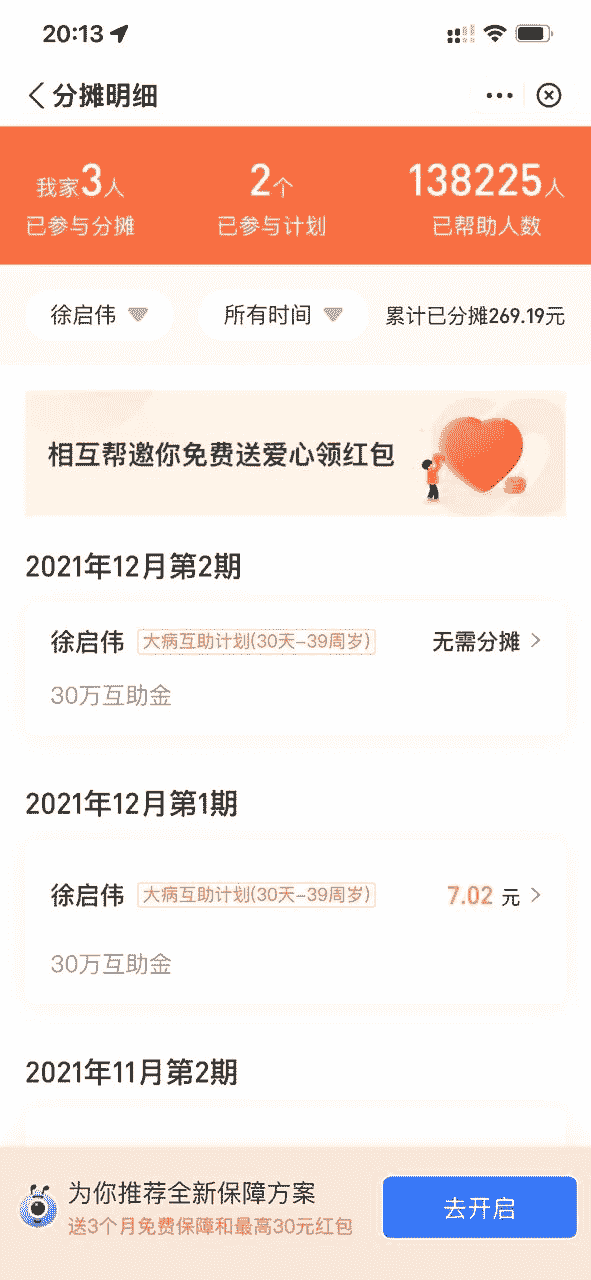 20:13
分摊明细
我家3人
2个
138225人
已参与分摊
已参与计划
已帮助人数
徐启伟
所有时间
累计已分摊269.19元
相互帮邀你免费送爱心领红包
2021年12月第2期
徐启伟 大病互助计划(30天-39周岁) 无需分摊
30万互助金
2021年12月第1期
徐启伟 大病互助计划(30天-39周岁) 7.02 元
30万互助金
2021年11月第2期
为你推荐全新保障方案
送3个月免费保障和最高30元红包
去开启